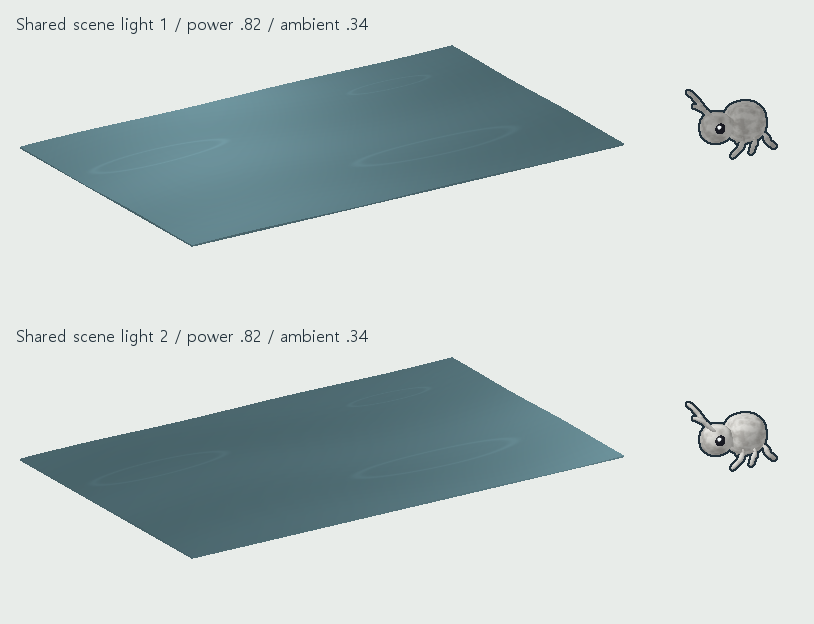 Shared scene light 1 / power .82 / ambient .34
Shared scene light 2 / power .82 / ambient .34